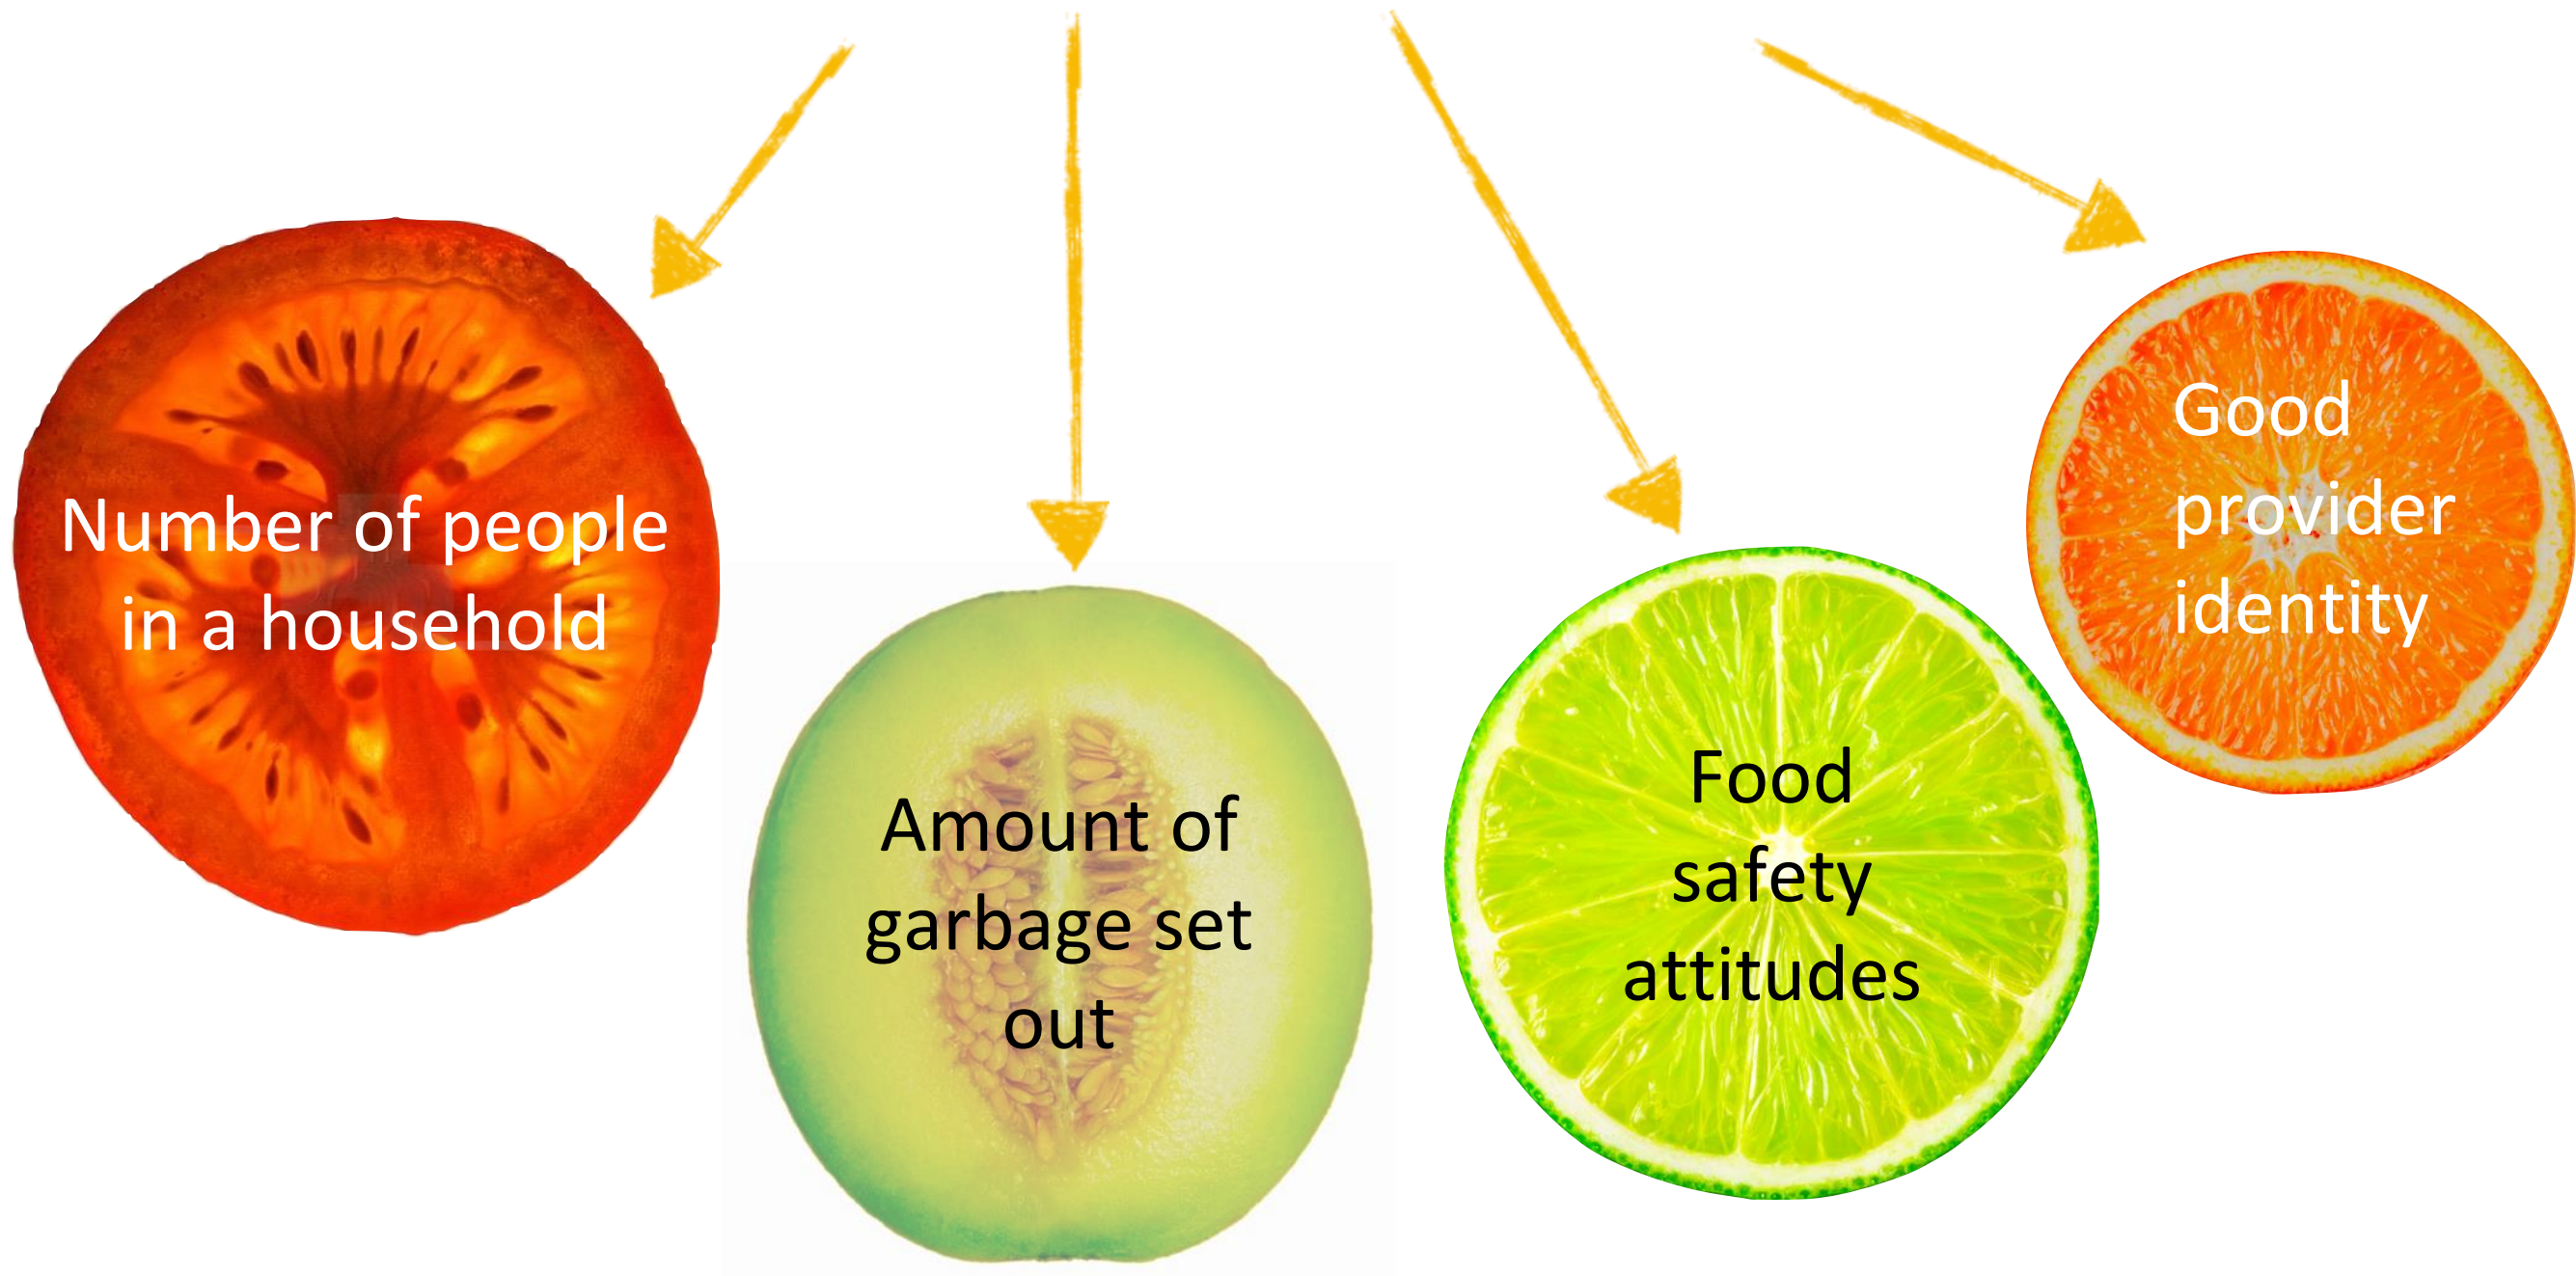 Number of people
in a household
Amount of
garbage set
out
Food
safety
attitudes
Good
provider
identity